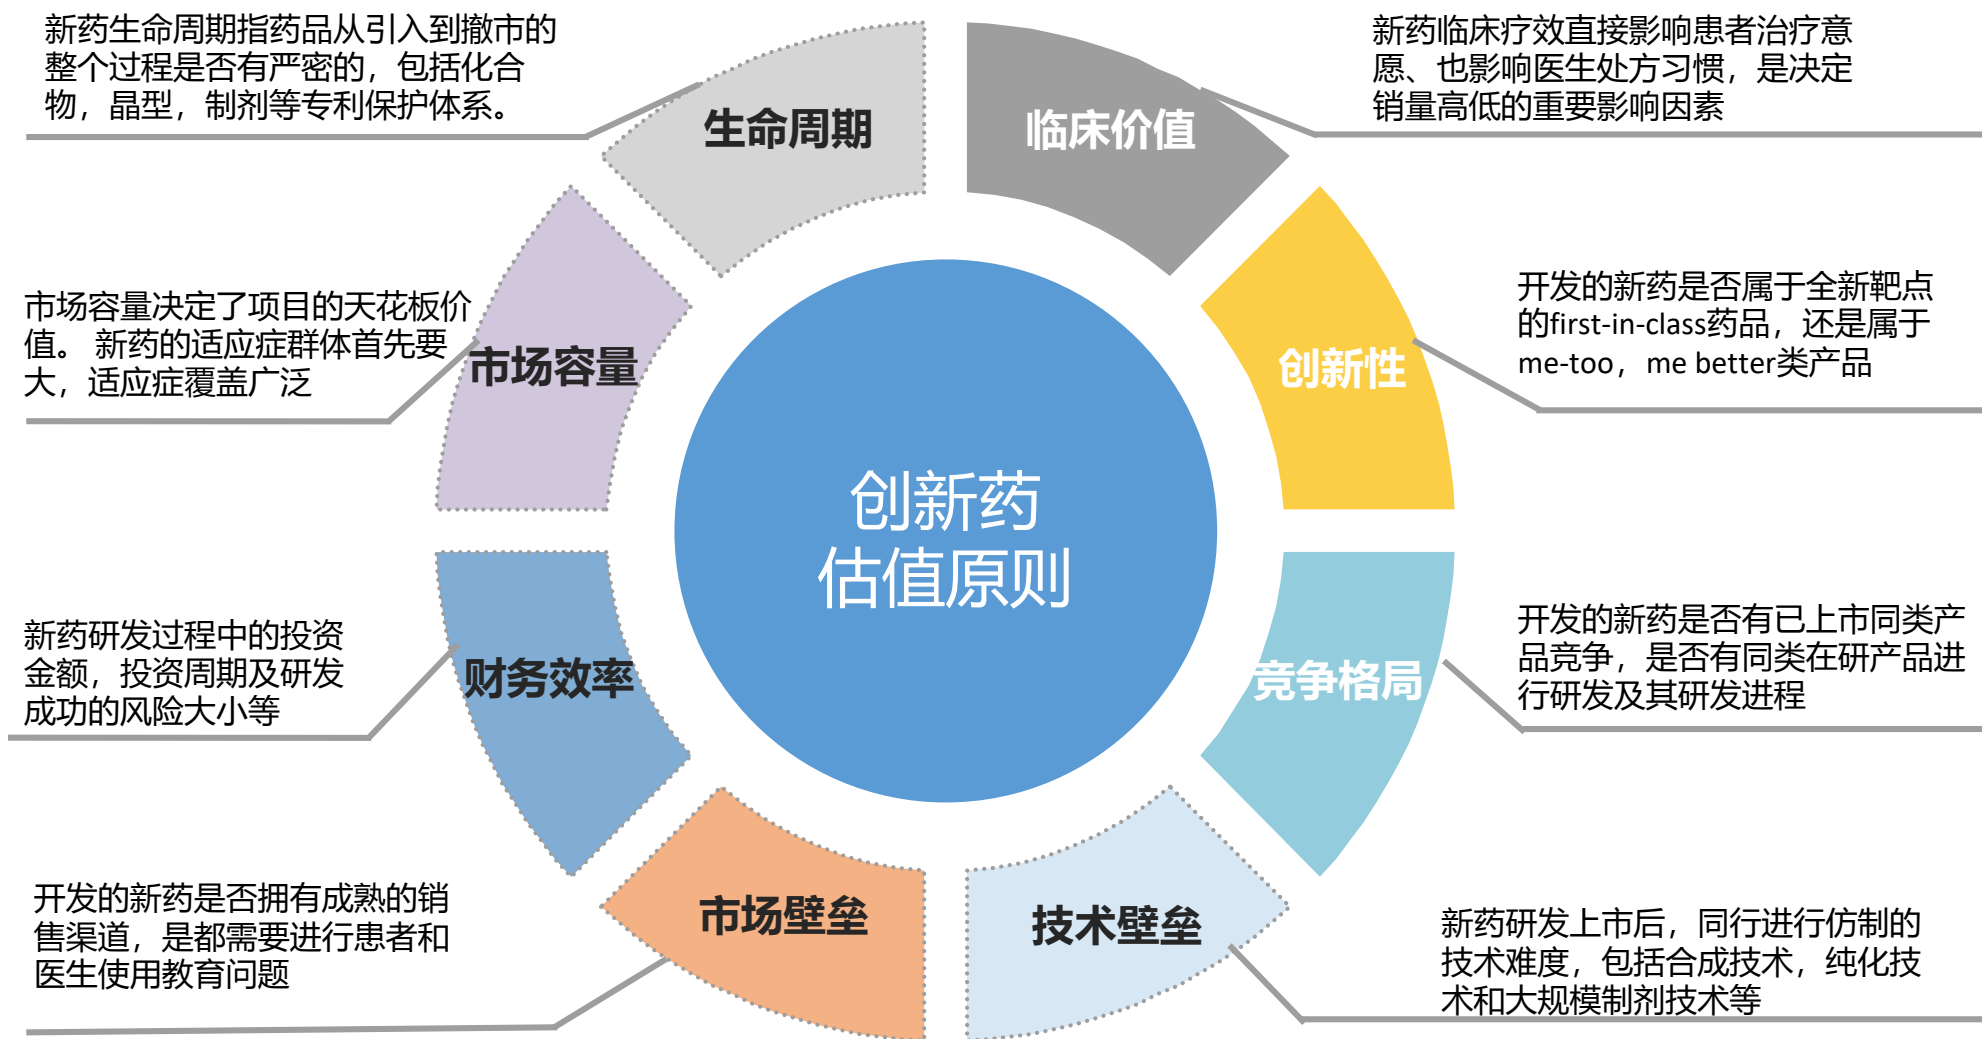 新药生命周期指药品从引入到撤市的
整个过程是否有严密的，包括化合
物，晶型，制剂等专利保护体系。
生命周期
临床价值
新药临床疗效直接影响患者治疗意
愿、也影响医生处方习惯，是决定
销量高低的重要影响因素
市场容量决定了项目的天花板价
值。 新药的适应症群体首先要
大，适应症覆盖广泛
市场容量
创新性
开发的新药是否属于全新靶点
的first-in-class药品，还是属于
me-too，me better类产品
创新药
估值原则
新药研发过程中的投资
金额，投资周期及研发
成功的风险大小等
财务效率
竞争格局
开发的新药是否有已上市同类产
品竞争，是否有同类在研产品进
行研发及其研发进程
开发的新药是否拥有成熟的销
售渠道，是都需要进行患者和
医生使用教育问题
市场壁垒
技术壁垒
新药研发上市后，同行进行仿制的
技术难度，包括合成技术，纯化技
术和大规模制剂技术等